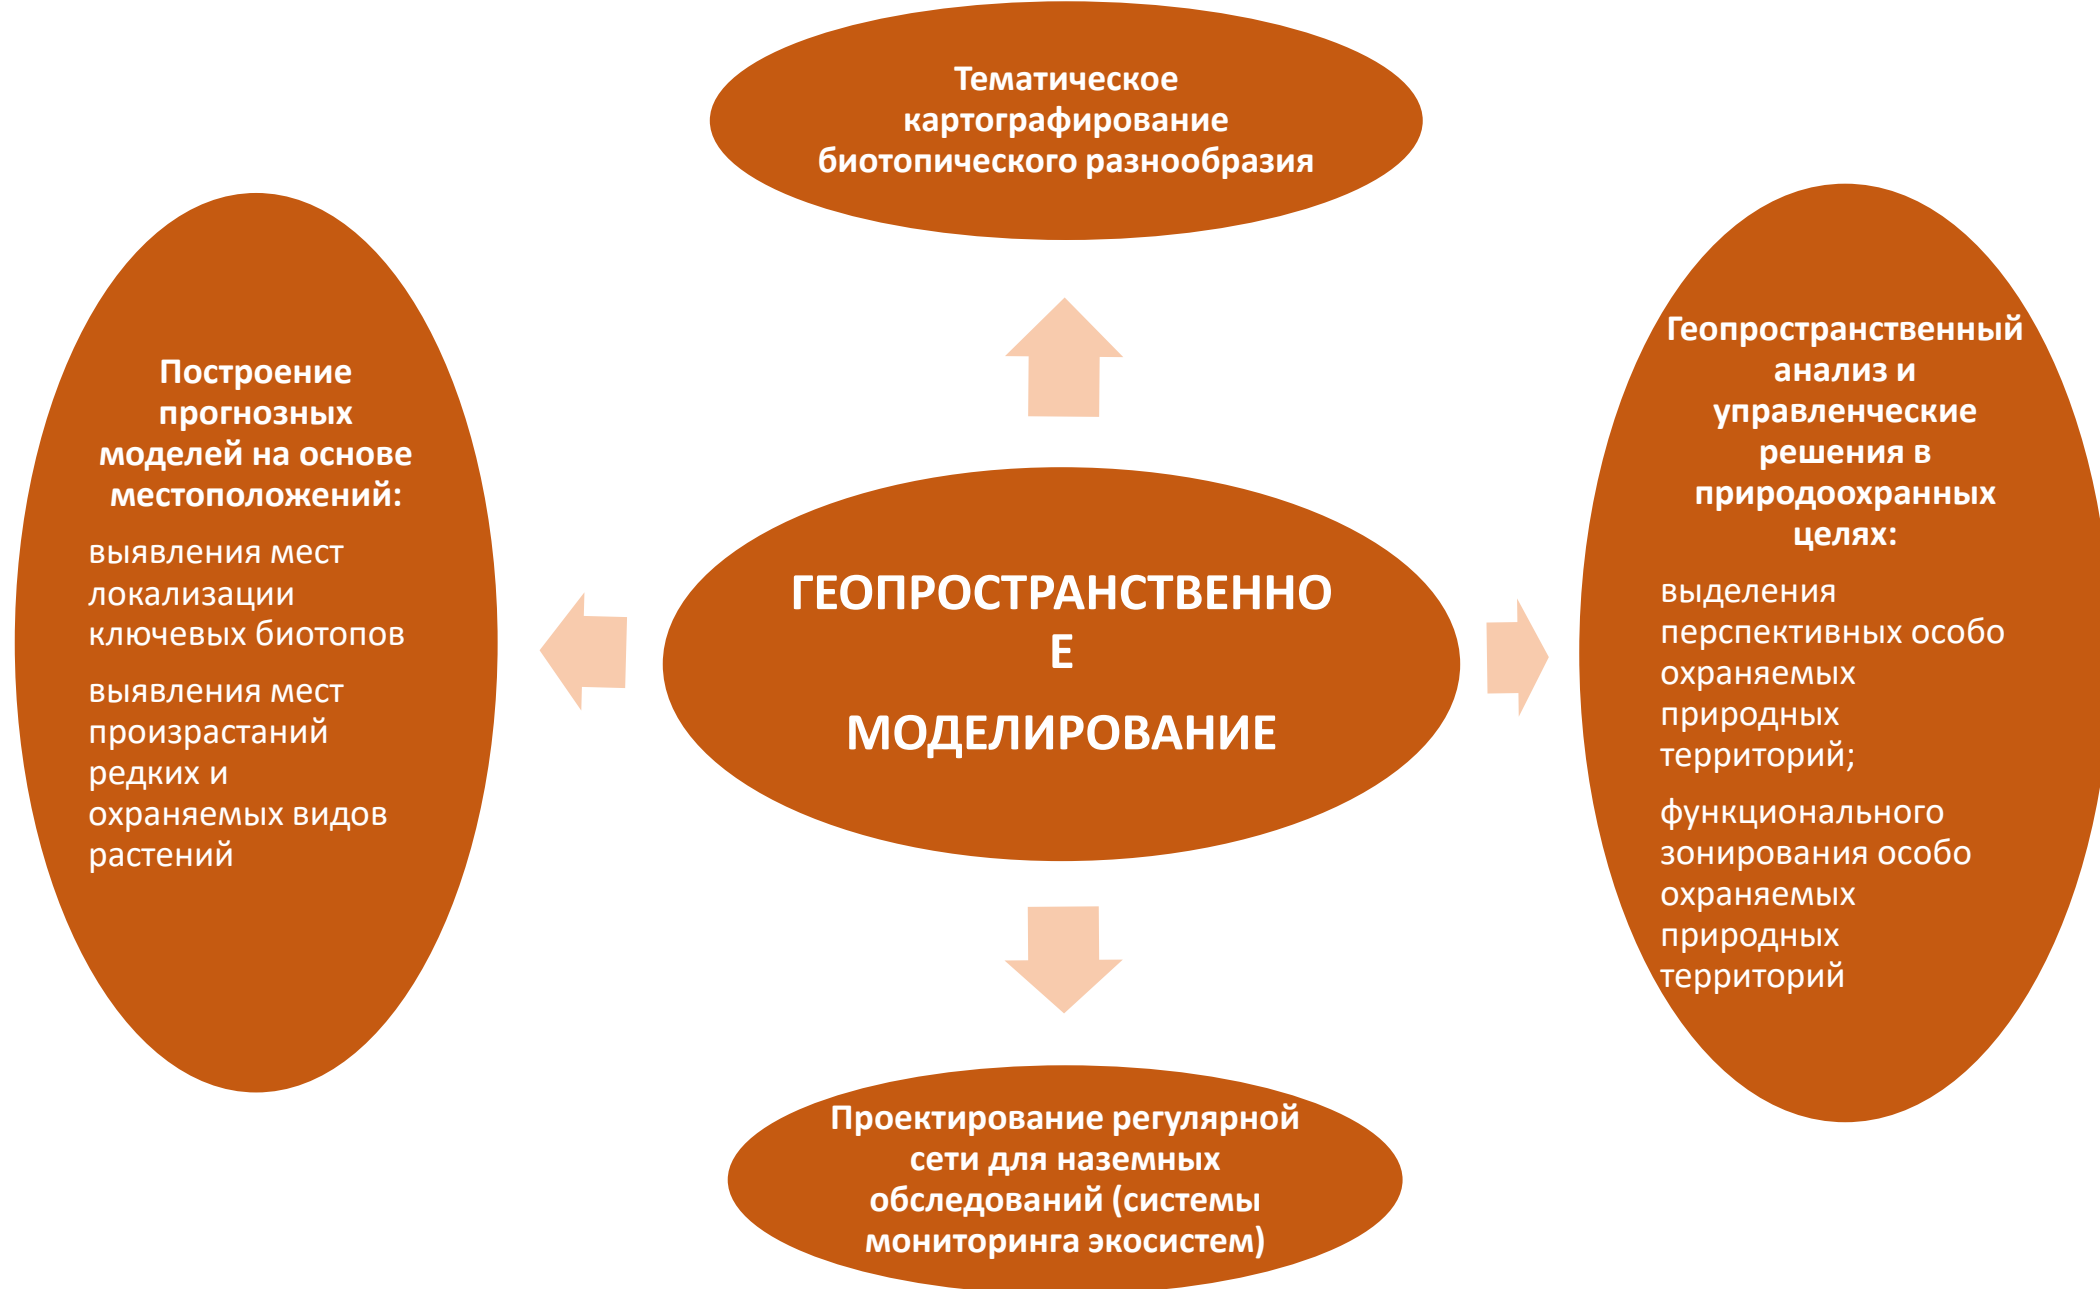 Тематическое
картографирование
биотопического разнообразия
Построение
прогнозных
моделей на основе
местоположений:
выявления мест
локализации
ключевых биотопов
выявления мест
произрастаний
редких и
охраняемых видов
растений
ГЕОПРОСТРАНСТВЕННО
Е
МОДЕЛИРОВАНИЕ
Геопространственный
анализ и
управленческие
решения в
природоохранных
целях:
выделения
перспективных особо
охраняемых
природных
территорий;
функционального
зонирования особо
охраняемых
природных
территорий
Проектирование регулярной
сети для наземных
обследований (системы
мониторинга экосистем)